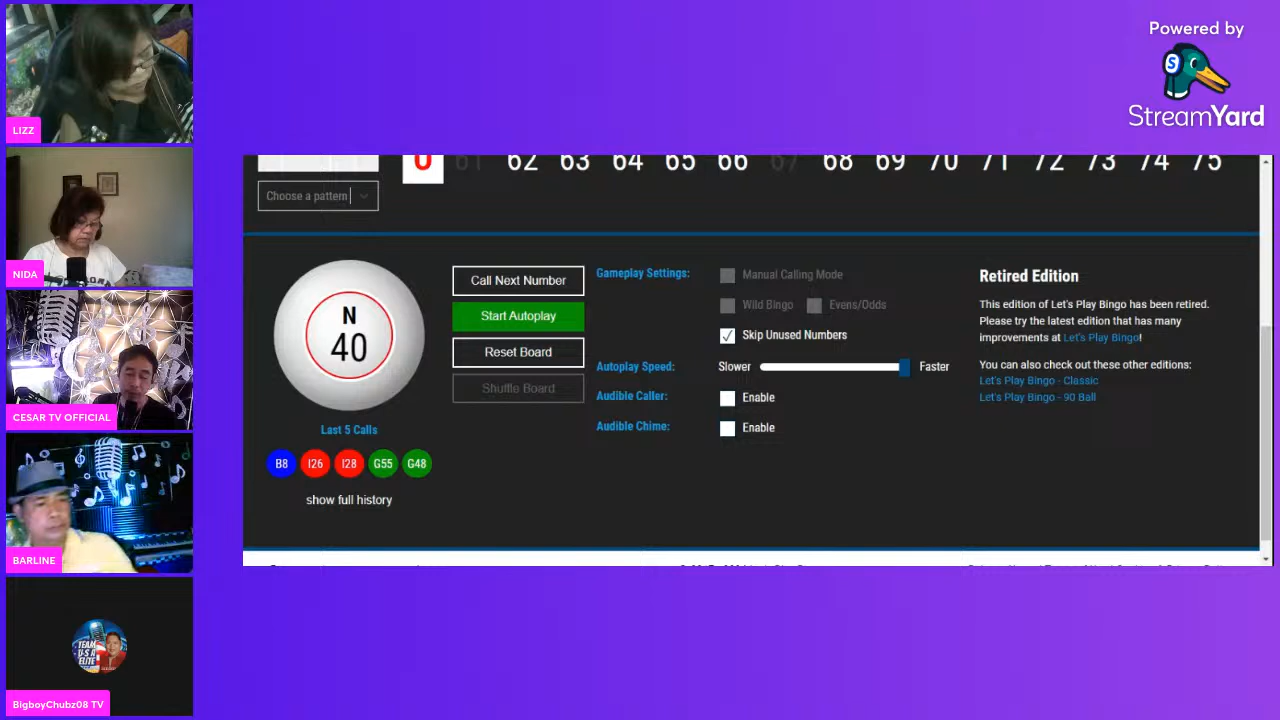 Powered by
StreamYard
LIZZ
NIDA
CESAR TV OFFICIAL
BARLINE
TEAM
U-S A
ELITE
BigboyChubz08 TV
O 61 62 63 64 65 66 67 68 69 70 71 72 73 74 75
Choose a pattern
N
40
Last 5 Calls
B8 I26 I28 G55 G48
show full history
Call Next Number
Start Autoplay
Reset Board
Shuffle Board
Gameplay Settings:
Manual Calling Mode
Wild Bingo Evens/Odds
Skip Unused Numbers
Autoplay Speed: Slower Faster
Audible Caller: Enable
Audible Chime: Enable
Retired Edition
This edition of Let's Play Bingo has been retired.
Please try the latest edition that has many
improvements at Let's Play Bingo!
You can also check out these other editions:
Let's Play Bingo - Classic
Let's Play Bingo - 90 Ball